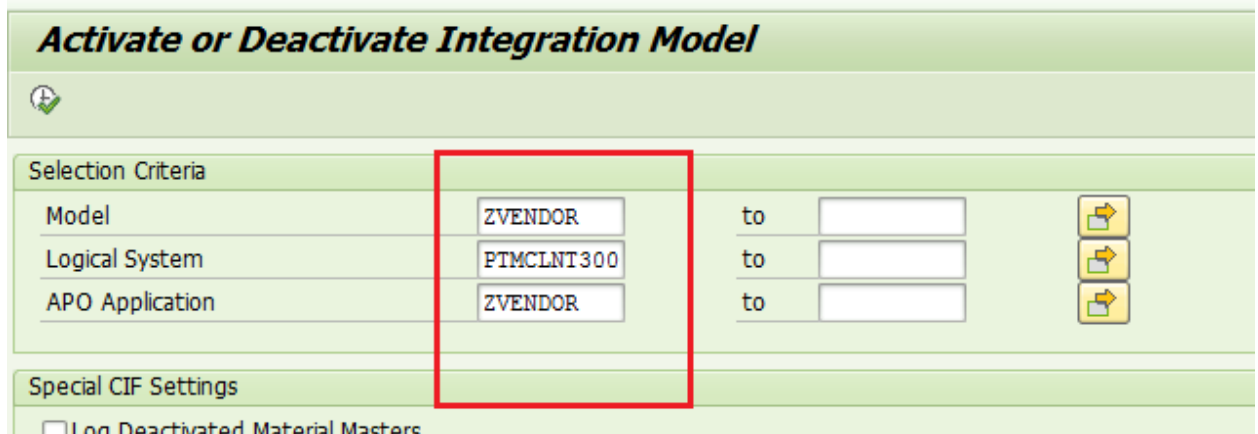 Activate or Deactivate Integration Model
Selection Criteria
Model ZVENDOR to
Logical System PTMCLNT300 to
APO Application ZVENDOR to
Special CIF Settings
Log Deactivated Material Masters